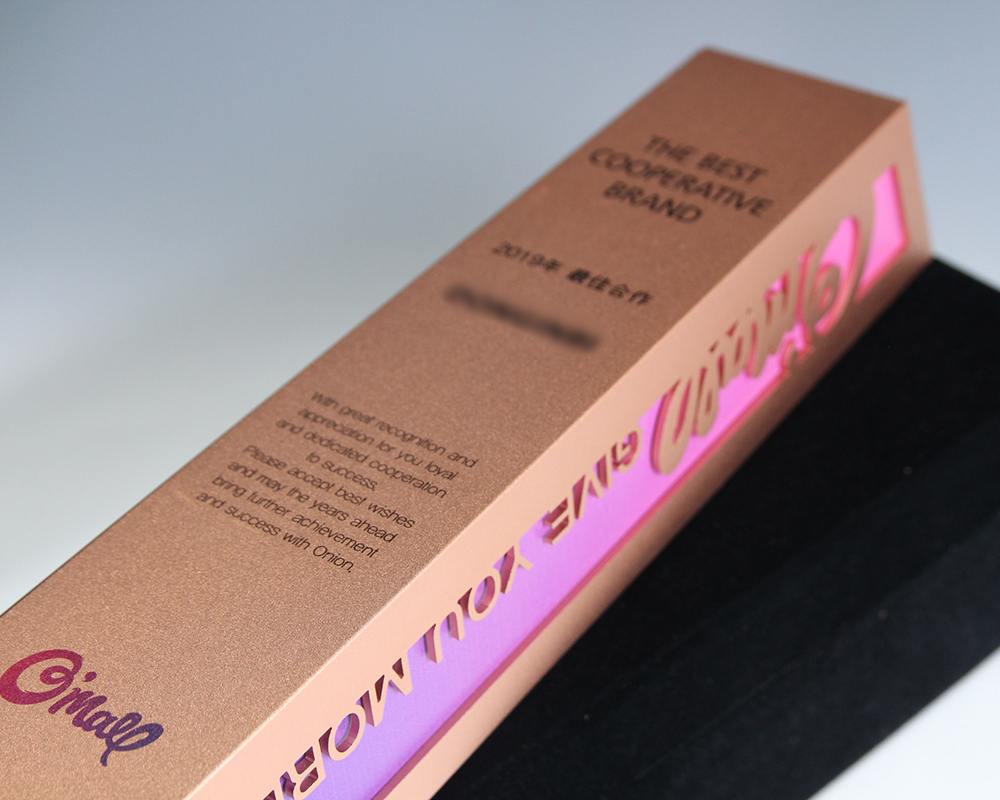 THE BEST
COOPERATIVE
BRAND
2019年 最佳合作
With great recognition and
appreciation for you loyal
and dedicated cooperation
to success.
Please accept best wishes
and may the years ahead
bring further achievement
and success with Onion.
O'mall
O'mall
GIVE YOU MORE